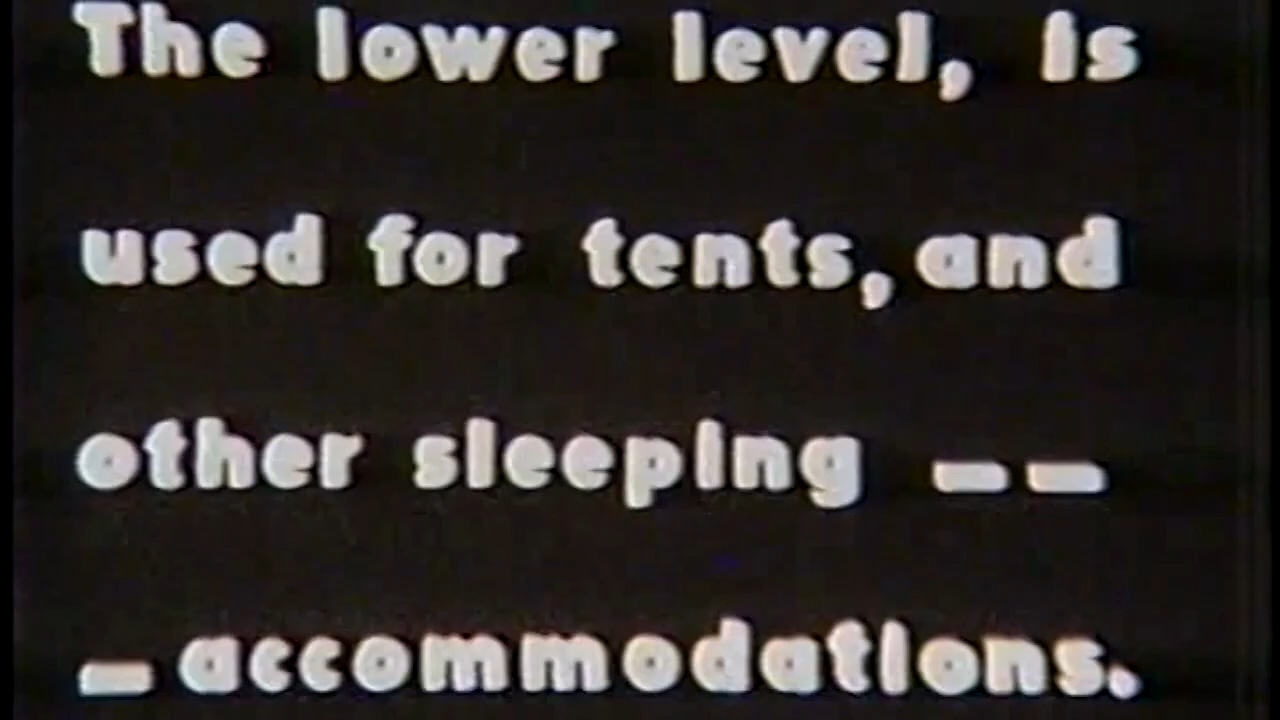 The lower level, is
used for tents, and
other sleeping — —
— accommodations.